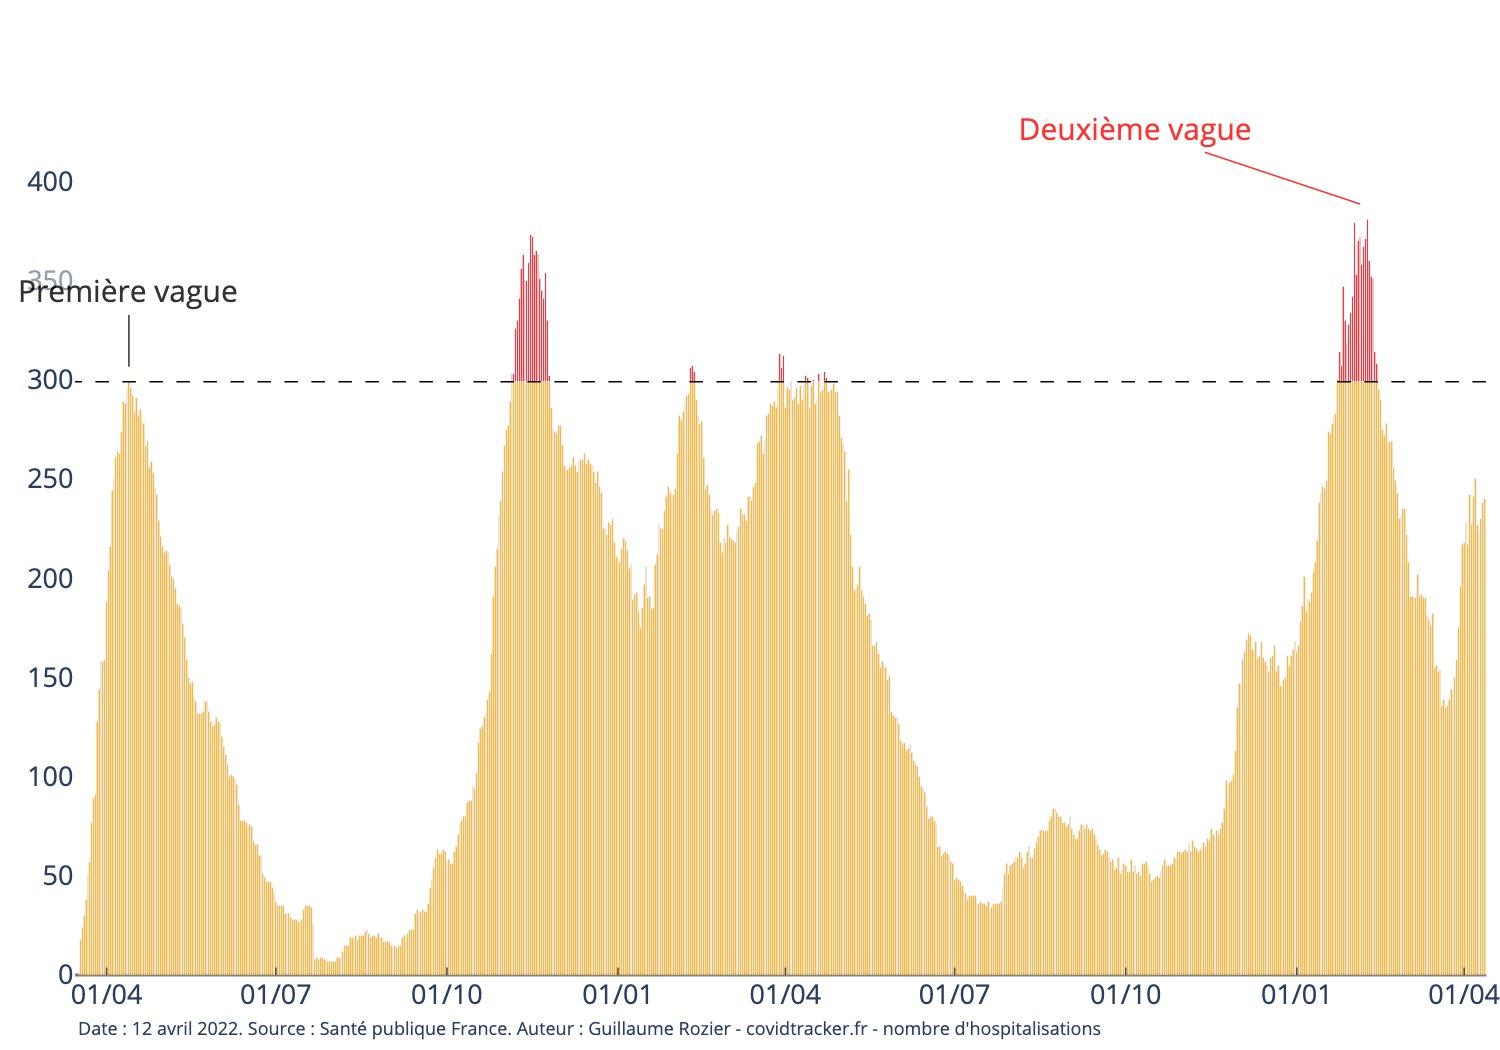 Deuxième vague
400
350
Première vague
300
250
200
150
100
50
0
01/04 01/07 01/10 01/01 01/04 01/07 01/10 01/01 01/04
Date : 12 avril 2022. Source : Santé publique France. Auteur : Guillaume Rozier - covidtracker.fr - nombre d'hospitalisations